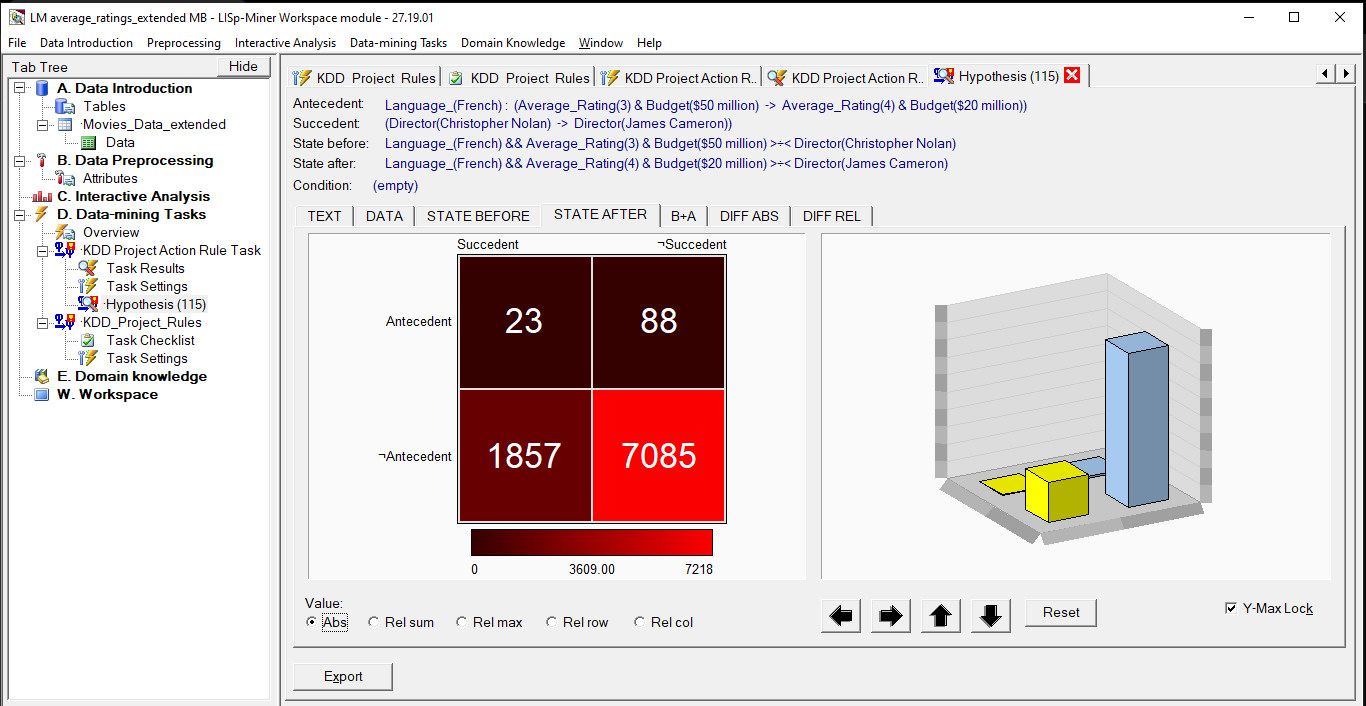 LM average_ratings_extended MB - LISp-Miner Workspace module - 27.19.01
File Data Introduction Preprocessing Interactive Analysis Data-mining Tasks Domain Knowledge Window Help
Tab Tree Hide
A. Data Introduction
Tables
·Movies_Data_extended
Data
B. Data Preprocessing
Attributes
C. Interactive Analysis
D. Data-mining Tasks
Overview
·KDD Project Action Rule Task
Task Results
Task Settings
·Hypothesis (115)
·KDD_Project_Rules
Task Checklist
Task Settings
E. Domain knowledge
W. Workspace
KDD Project Rules KDD Project Rules KDD Project Action R.. KDD Project Action R.. Hypothesis (115)
Antecedent: Language_(French) : (Average_Rating(3) & Budget($50 million) -> Average_Rating(4) & Budget($20 million))
Succedent: (Director(Christopher Nolan) -> Director(James Cameron))
State before: Language_(French) && Average_Rating(3) & Budget($50 million) >÷< Director(Christopher Nolan)
State after: Language_(French) && Average_Rating(4) & Budget($20 million) >÷< Director(James Cameron)
Condition: (empty)
TEXT DATA STATE BEFORE STATE AFTER B+A DIFF ABS DIFF REL
Succedent ¬Succedent
Antecedent 23 88
¬Antecedent 1857 7085
0 3609.00 7218
Value:
Abs Rel sum Rel max Rel row Rel col
Reset
Y-Max Lock
Export